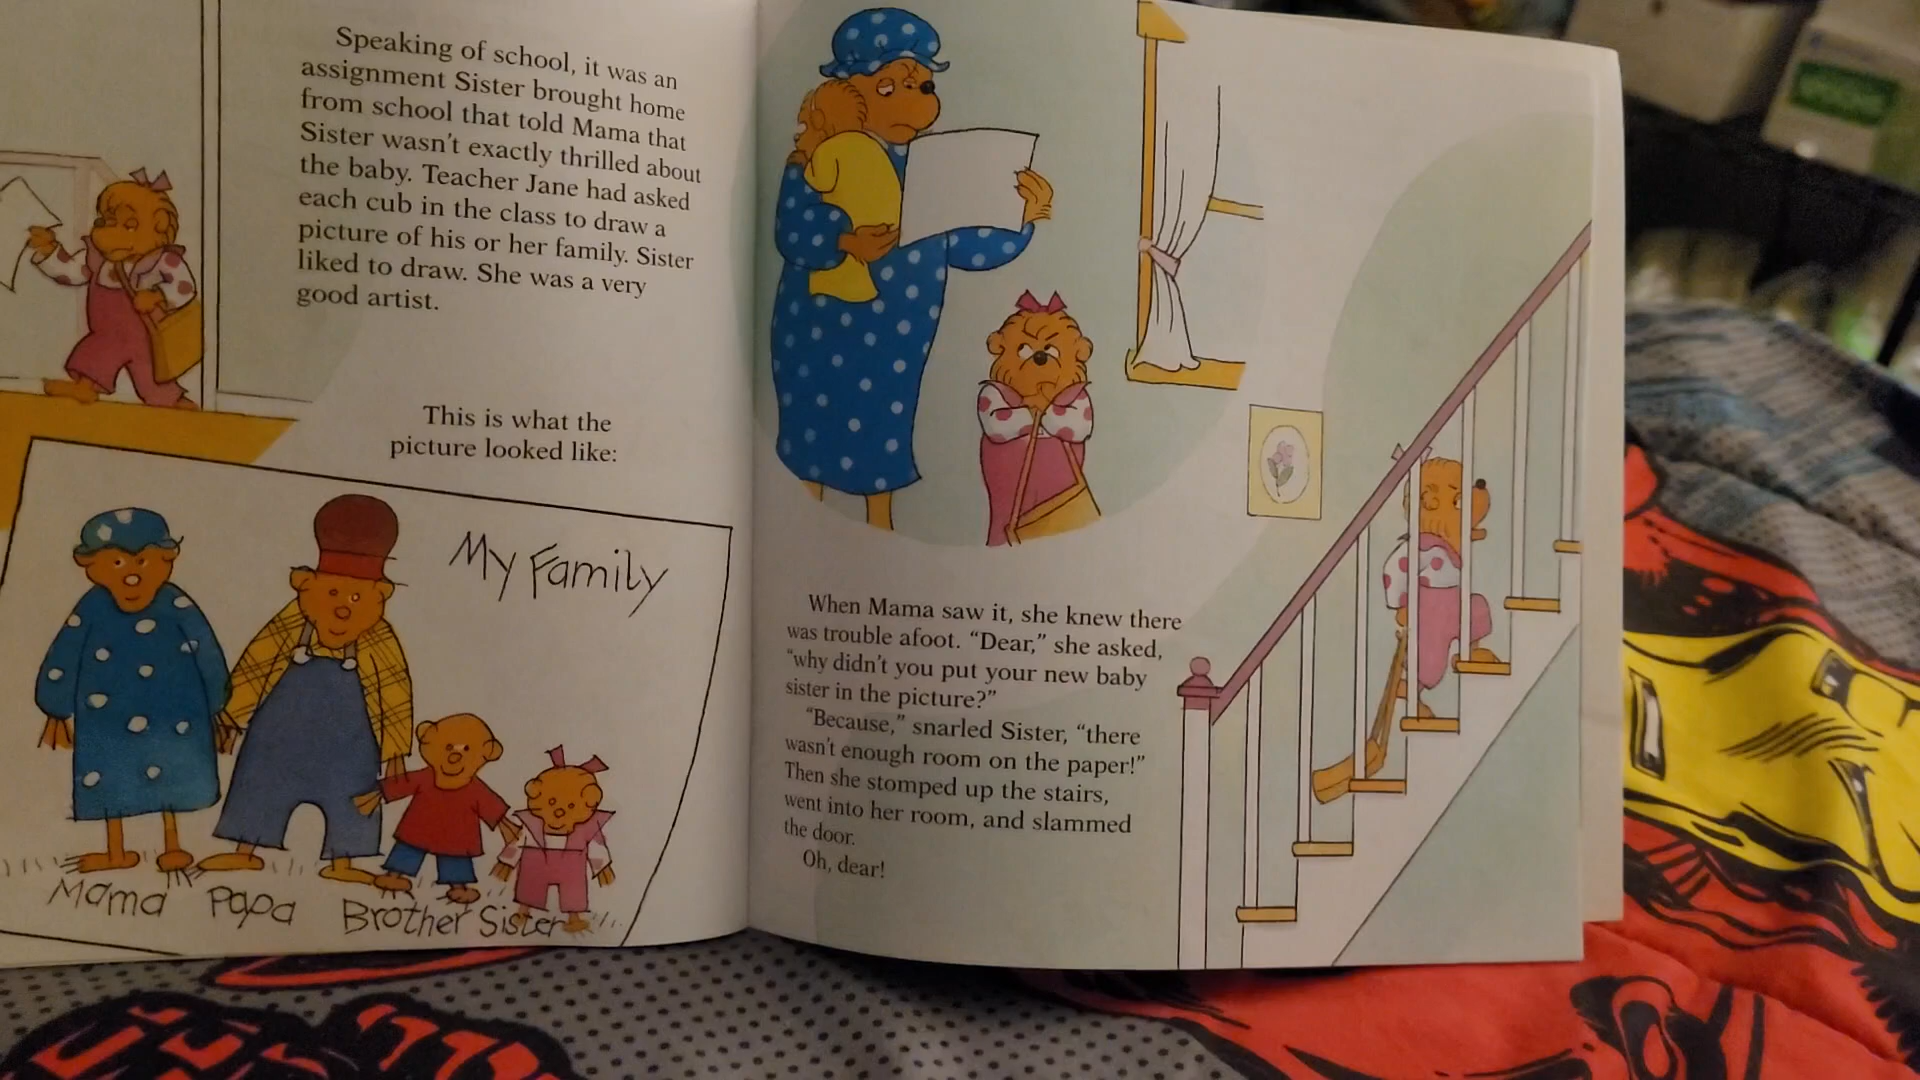 Speaking of school, it was an
assignment Sister brought home
from school that told Mama that
Sister wasn't exactly thrilled about
the baby. Teacher Jane had asked
each cub in the class to draw a
picture of his or her family. Sister
liked to draw. She was a very
good artist.
This is what the
picture looked like:
My Family
Mama Papa Brother Sister
When Mama saw it, she knew there
was trouble afoot. “Dear,” she asked,
“why didn't you put your new baby
sister in the picture?”
“Because,” snarled Sister, “there
wasn't enough room on the paper!”
Then she stomped up the stairs,
went into her room, and slammed
the door.
Oh, dear!